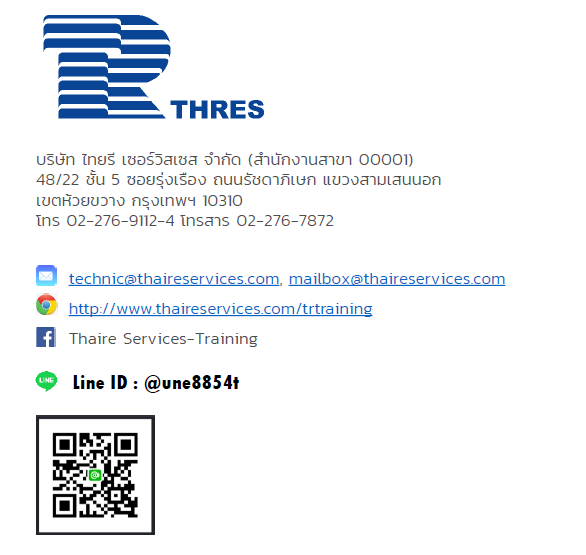 THRES
บริษัท ไทยรี เซอร์วิสเซส จำกัด (สำนักงานสาขา 00001)
48/22 ชั้น 5 ซอยรุ่งเรือง ถนนรัชดาภิเษก แขวงสามเสนนอก
เขตห้วยขวาง กรุงเทพฯ 10310
โทร 02-276-9112-4 โทรสาร 02-276-7872
technic@thaireservices.com, mailbox@thaireservices.com
http://www.thaireservices.com/trtraining
Thaire Services-Training
LINE Line ID : @une8854t